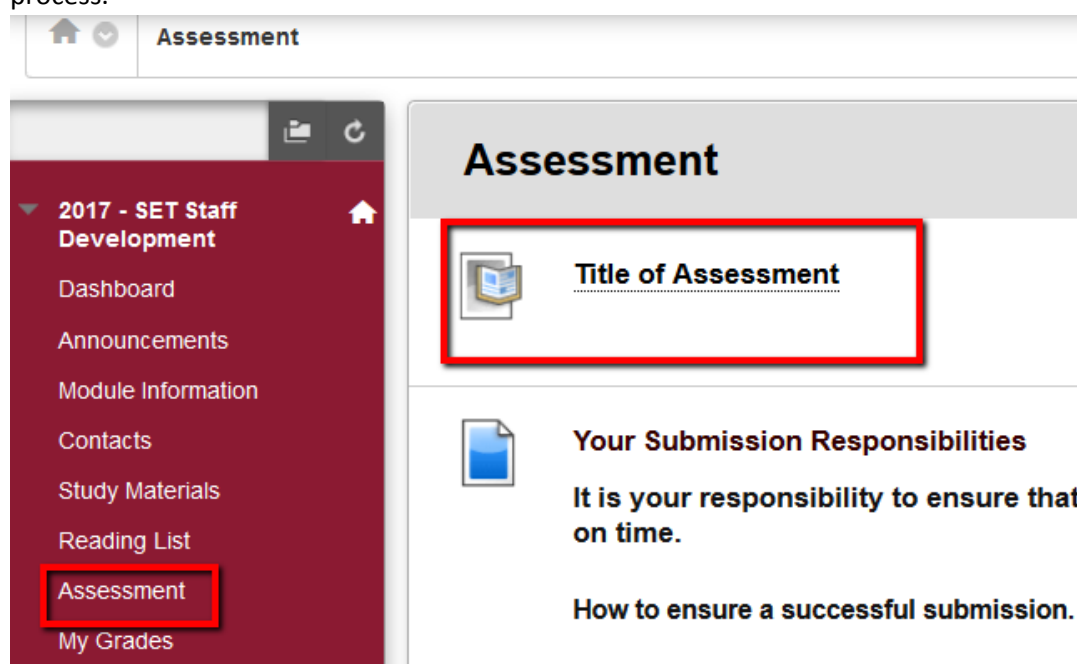 process.
Assessment
2017 - SET Staff
Development
Dashboard
Announcements
Module Information
Contacts
Study Materials
Reading List
Assessment
My Grades
Assessment
Title of Assessment
Your Submission Responsibilities
It is your responsibility to ensure that
on time.
How to ensure a successful submission.